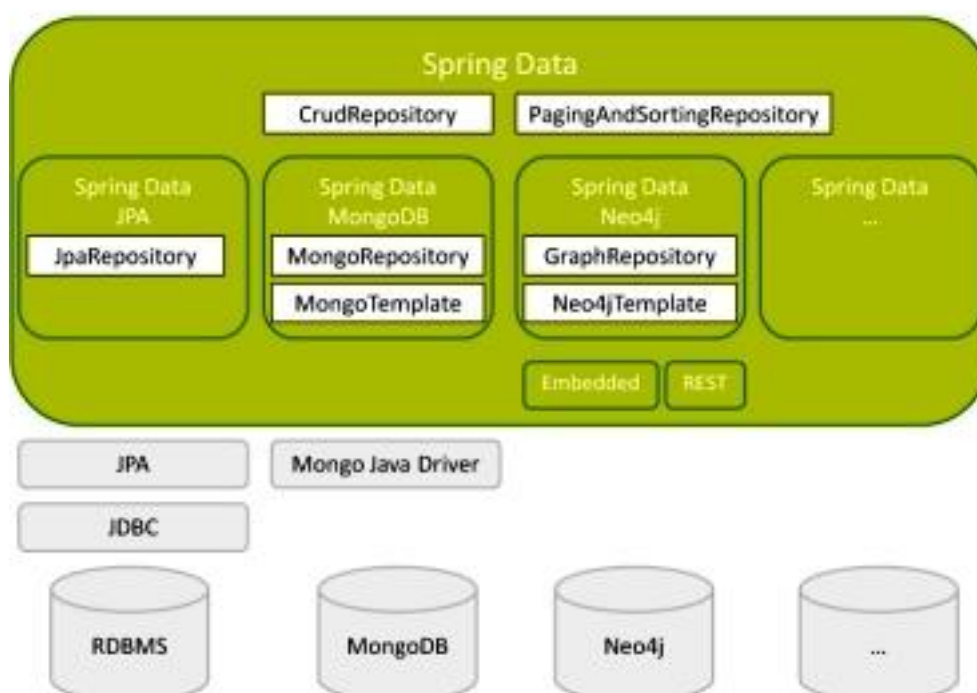 Spring Data
CrudRepository
PagingAndSortingRepository
Spring Data
JPA
JpaRepository
Spring Data
MongoDB
MongoRepository
MongoTemplate
Spring Data
Neo4j
GraphRepository
Neo4jTemplate
Spring Data
...
Embedded
REST
JPA
Mongo Java Driver
JDBC
RDBMS
MongoDB
Neo4j
...